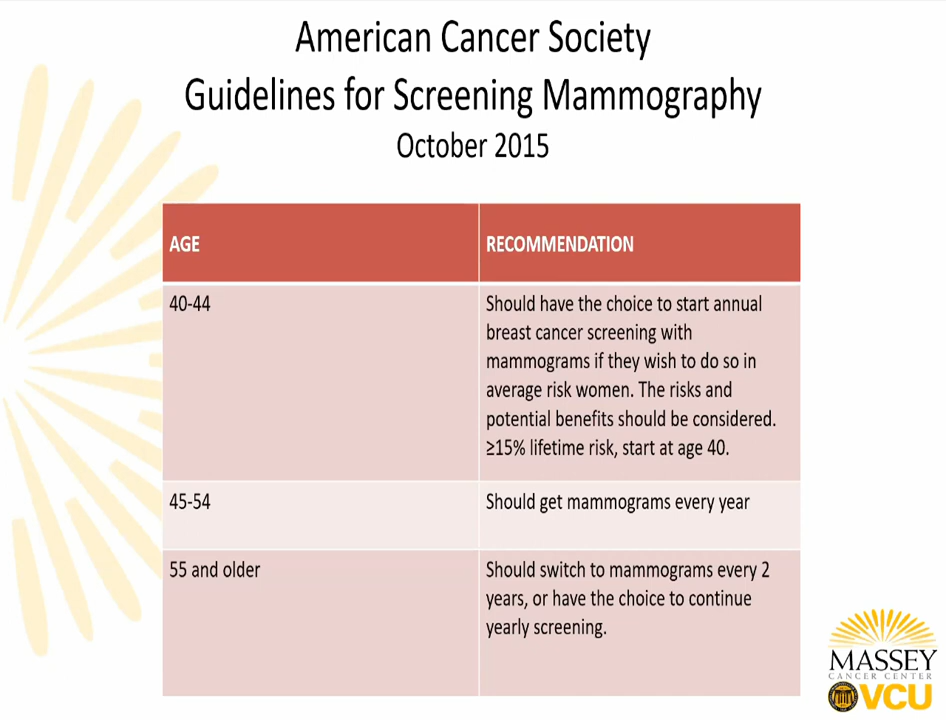 American Cancer Society
Guidelines for Screening Mammography
October 2015
AGE
RECOMMENDATION
40-44
Should have the choice to start annual
breast cancer screening with
mammograms if they wish to do so in
average risk women. The risks and
potential benefits should be considered.
≥15% lifetime risk, start at age 40.
45-54
Should get mammograms every year
55 and older
Should switch to mammograms every 2
years, or have the choice to continue
yearly screening.
MASSEY
CANCER CENTER
VCU